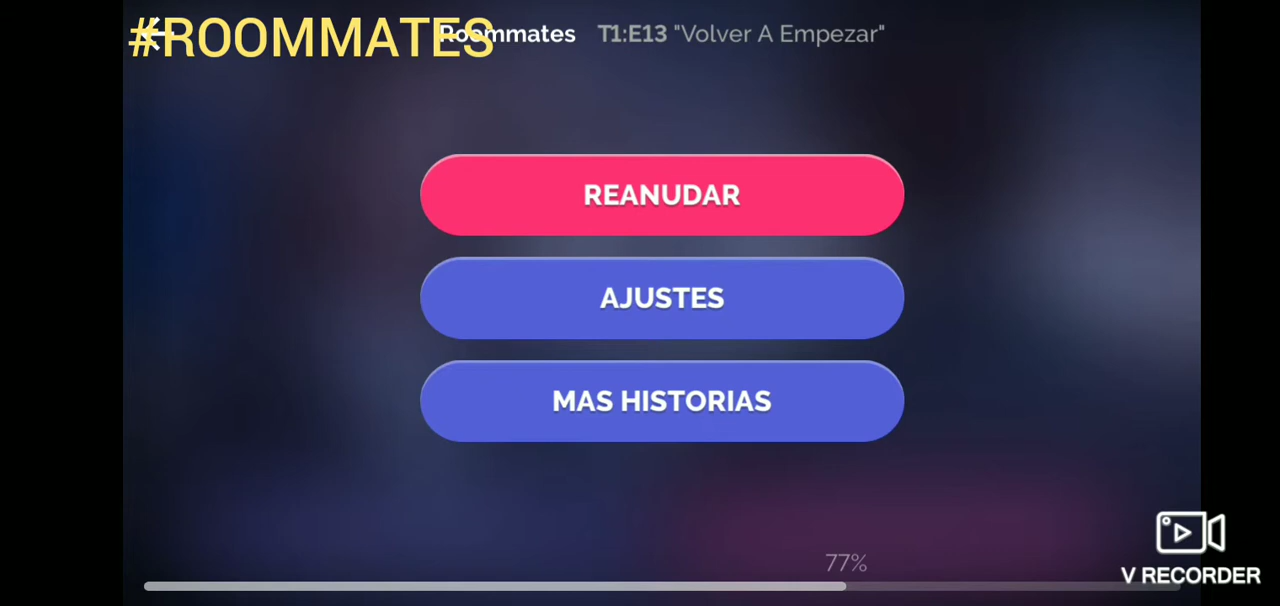 #ROOMMATES
Roommates T1:E13 "Volver A Empezar"
REANUDAR
AJUSTES
MAS HISTORIAS
77%
V RECORDER